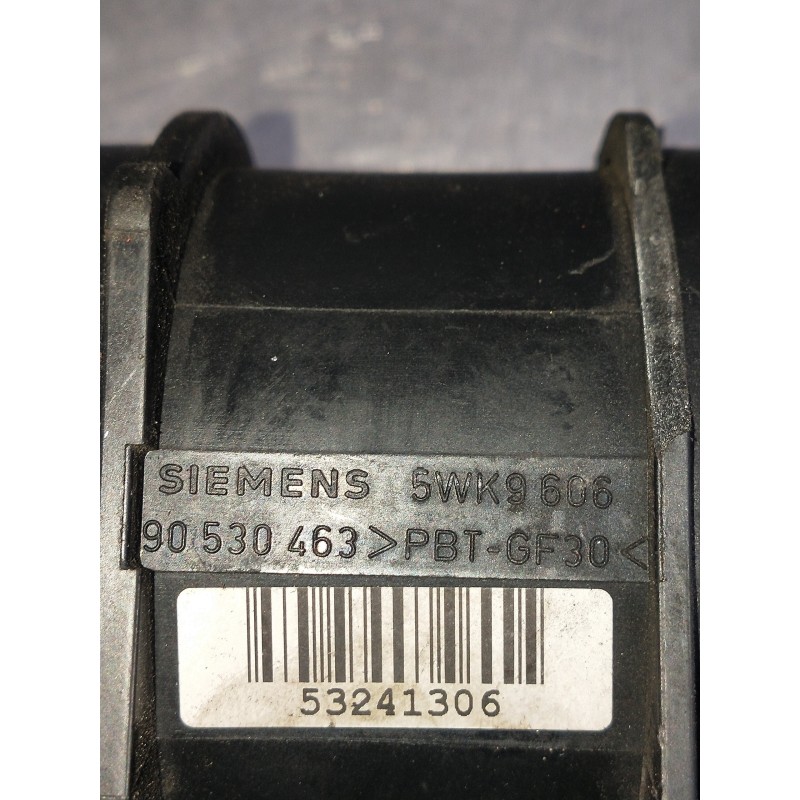 SIEMENS 5WK9 606
90 530 463 >PBT-GF30<
53241306